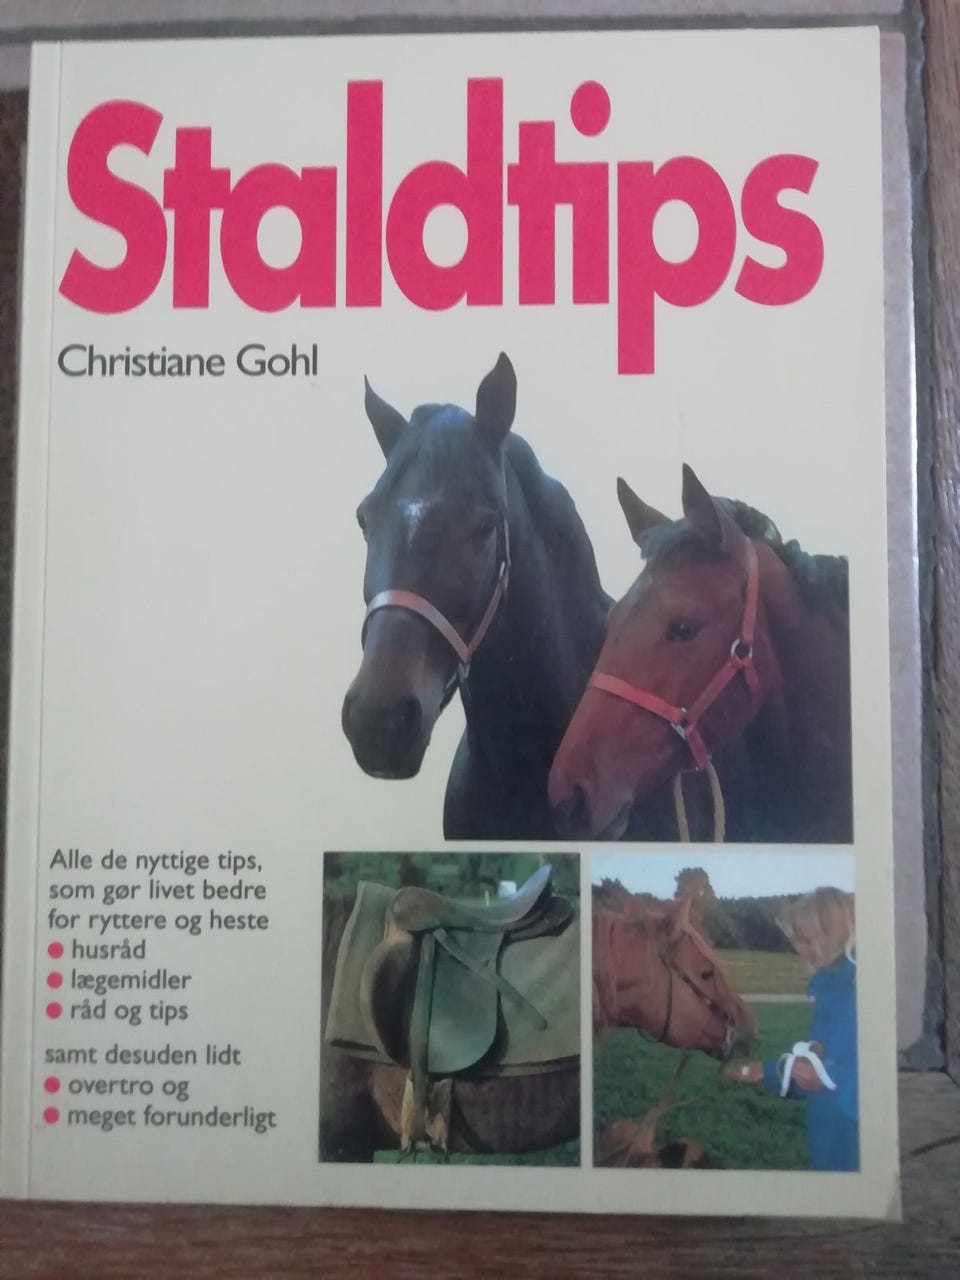 Staldtips
Christiane Gohl
Alle de nyttige tips,
som gør livet bedre
for ryttere og heste
● husråd
● lægemidler
● råd og tips
samt desuden lidt
● overtro og
● meget forunderligt